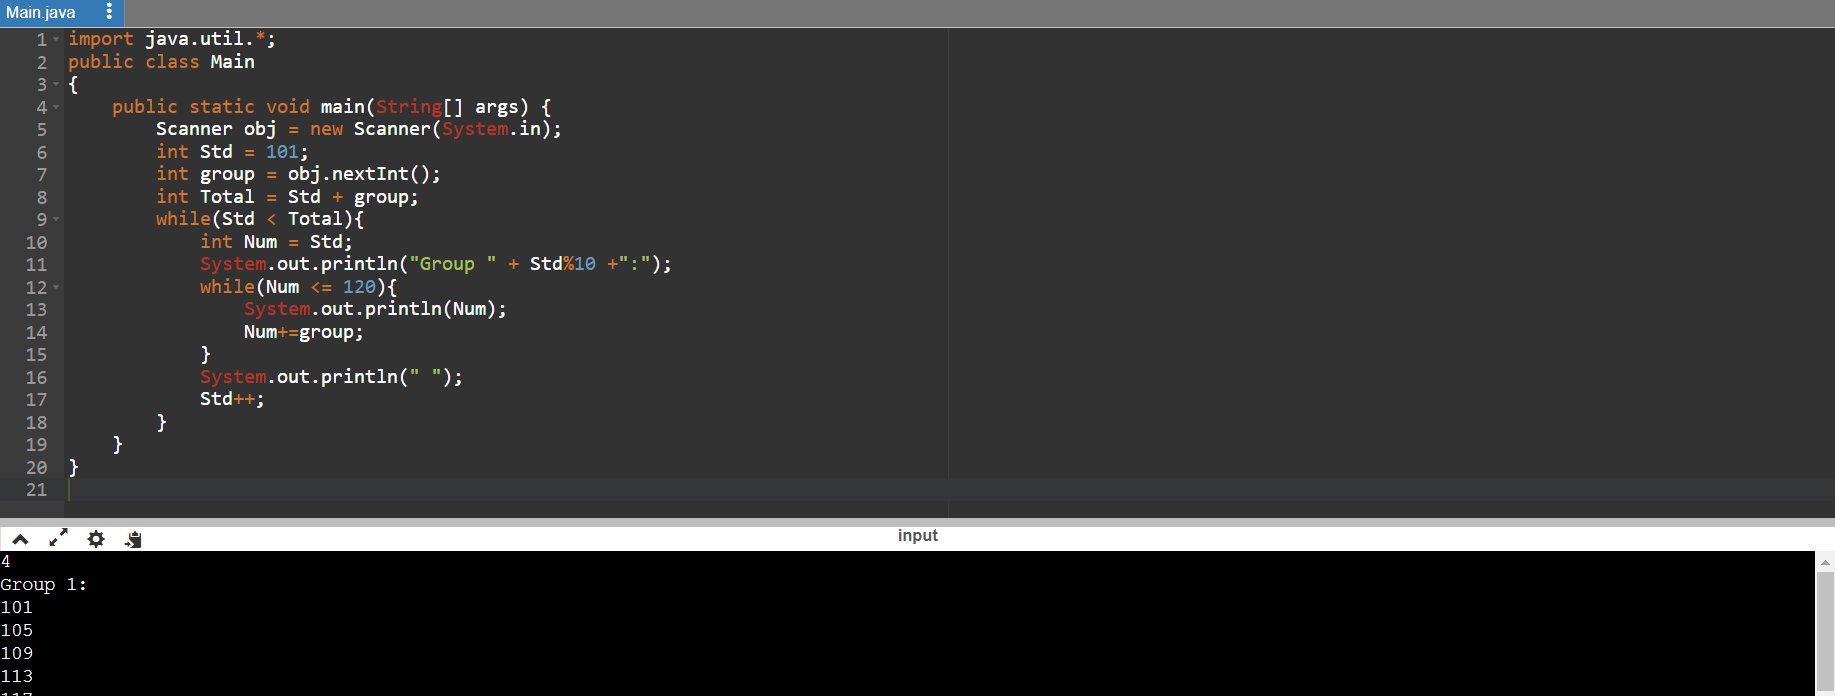 Main.java
1 import java.util.*;
2 public class Main
3 {
4     public static void main(String[] args) {
5         Scanner obj = new Scanner(System.in);
6         int Std = 101;
7         int group = obj.nextInt();
8         int Total = Std + group;
9         while(Std < Total){
10             int Num = Std;
11             System.out.println("Group " + Std%10 +":");
12             while(Num <= 120){
13                 System.out.println(Num);
14                 Num+=group;
15             }
16             System.out.println(" ");
17             Std++;
18         }
19     }
20 }
21
input
4
Group 1:
101
105
109
113
117